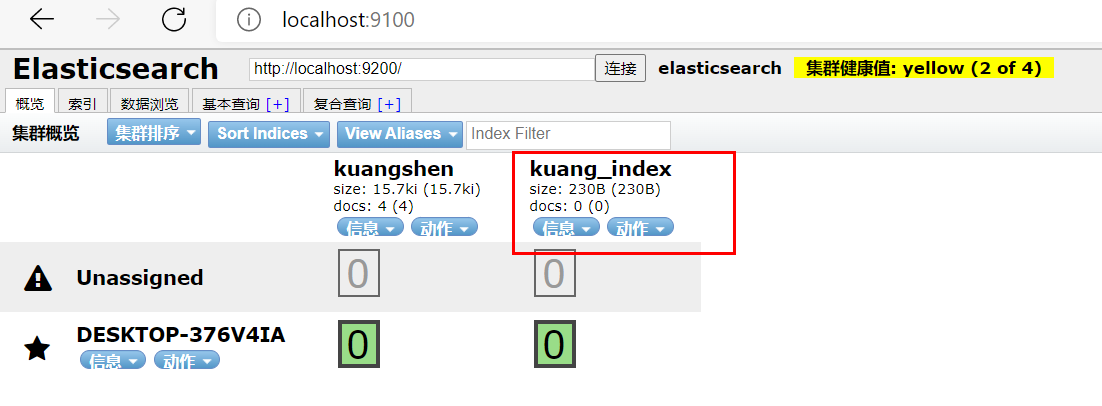 localhost:9100
Elasticsearch http://localhost:9200/ 连接 elasticsearch 集群健康值: yellow (2 of 4)
概览 索引 数据浏览 基本查询 [+] 复合查询 [+]
集群概览 集群排序 Sort Indices View Aliases Index Filter
kuangshen kuang_index
size: 15.7ki (15.7ki) size: 230B (230B)
docs: 4 (4) docs: 0 (0)
信息 动作 信息 动作
Unassigned 0 0
DESKTOP-376V4IA 0 0
信息 动作